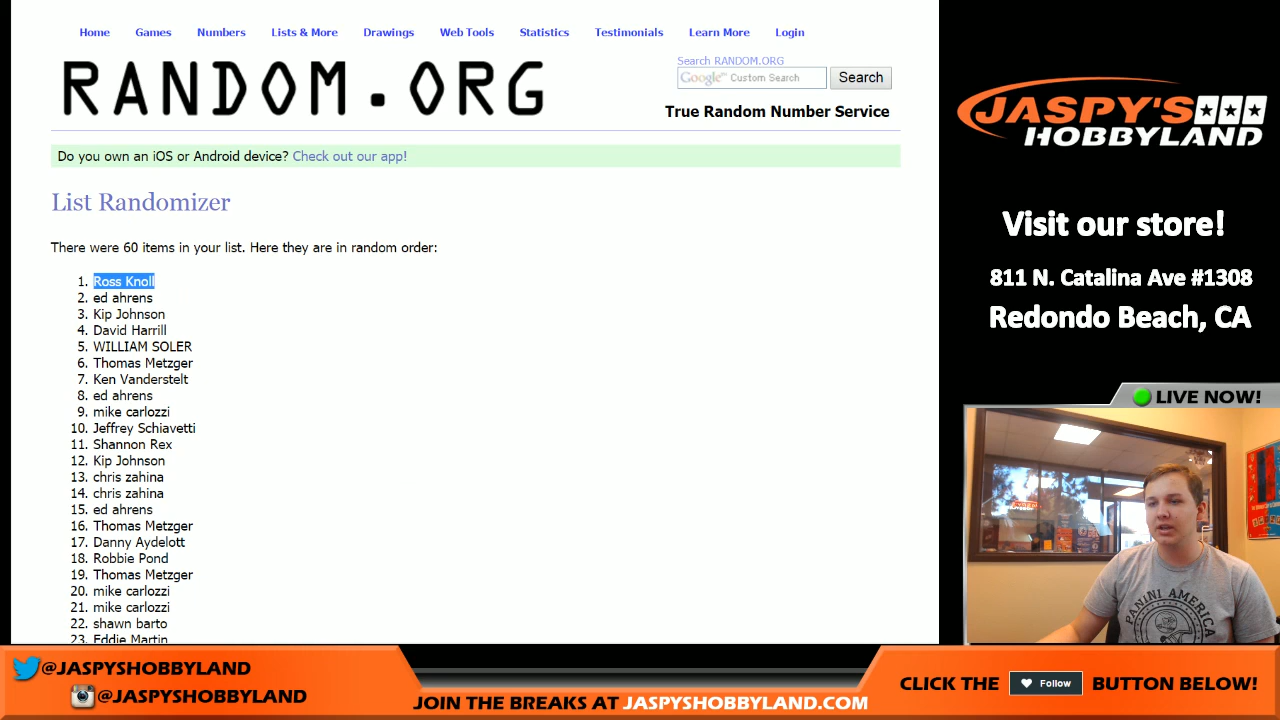 Home Games Numbers Lists & More Drawings Web Tools Statistics Testimonials Learn More Login
RANDOM.ORG
Search RANDOM.ORG
Google™ Custom Search Search
True Random Number Service
Do you own an iOS or Android device? Check out our app!
List Randomizer
There were 60 items in your list. Here they are in random order:
1. Ross Knoll
2. ed ahrens
3. Kip Johnson
4. David Harrill
5. WILLIAM SOLER
6. Thomas Metzger
7. Ken Vanderstelt
8. ed ahrens
9. mike carlozzi
10. Jeffrey Schiavetti
11. Shannon Rex
12. Kip Johnson
13. chris zahina
14. chris zahina
15. ed ahrens
16. Thomas Metzger
17. Danny Aydelott
18. Robbie Pond
19. Thomas Metzger
20. mike carlozzi
21. mike carlozzi
22. shawn barto
23. Eddie Martin
JASPY'S
HOBBYLAND
Visit our store!
811 N. Catalina Ave #1308
Redondo Beach, CA
LIVE NOW!
PANINI AMERICA
@JASPYSHOBBYLAND
@JASPYSHOBBYLAND
JOIN THE BREAKS AT JASPYSHOBBYLAND.COM
CLICK THE Follow BUTTON BELOW!